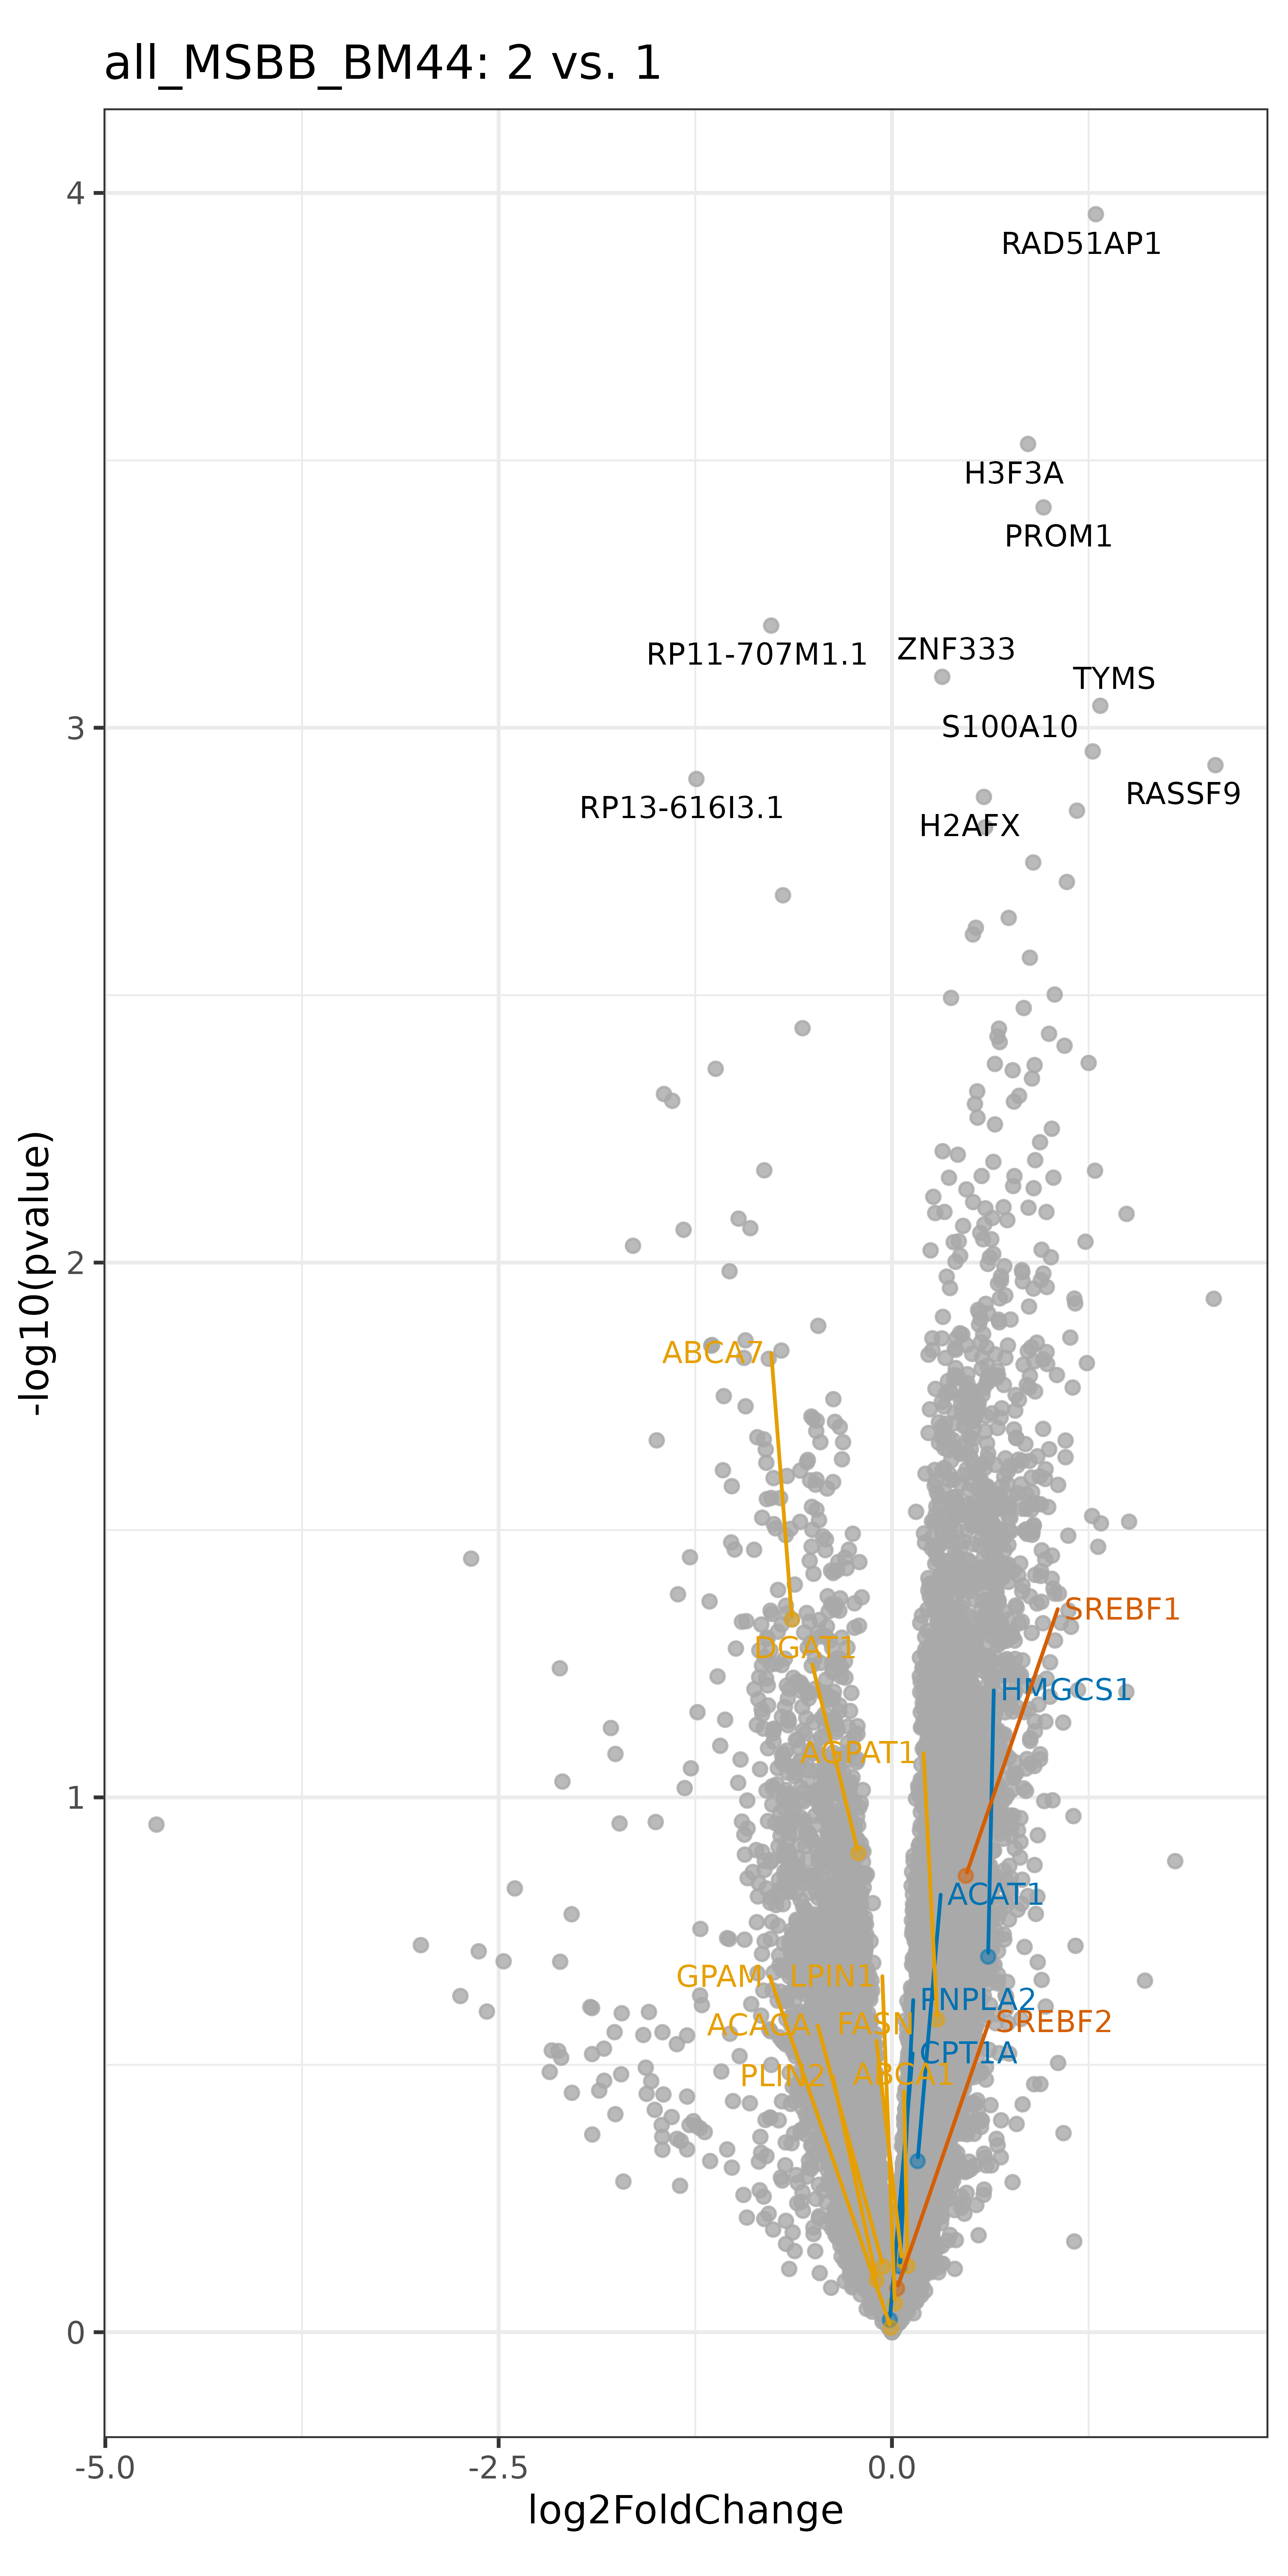 all_MSBB_BM44: 2 vs. 1
4
RAD51AP1
H3F3A
PROM1
RP11-707M1.1
ZNF333
TYMS
3
S100A10
RASSF9
RP13-616I3.1
H2AFX
-log10(pvalue)
2
ABCA7
SREBF1
DGAT1
HMGCS1
AGPAT1
1
ACAT1
GPAM
LPIN1
PNPLA2
ACACA
FASN
SREBF2
CPT1A
PLIN2
ABCA1
0
-5.0
-2.5
0.0
log2FoldChange